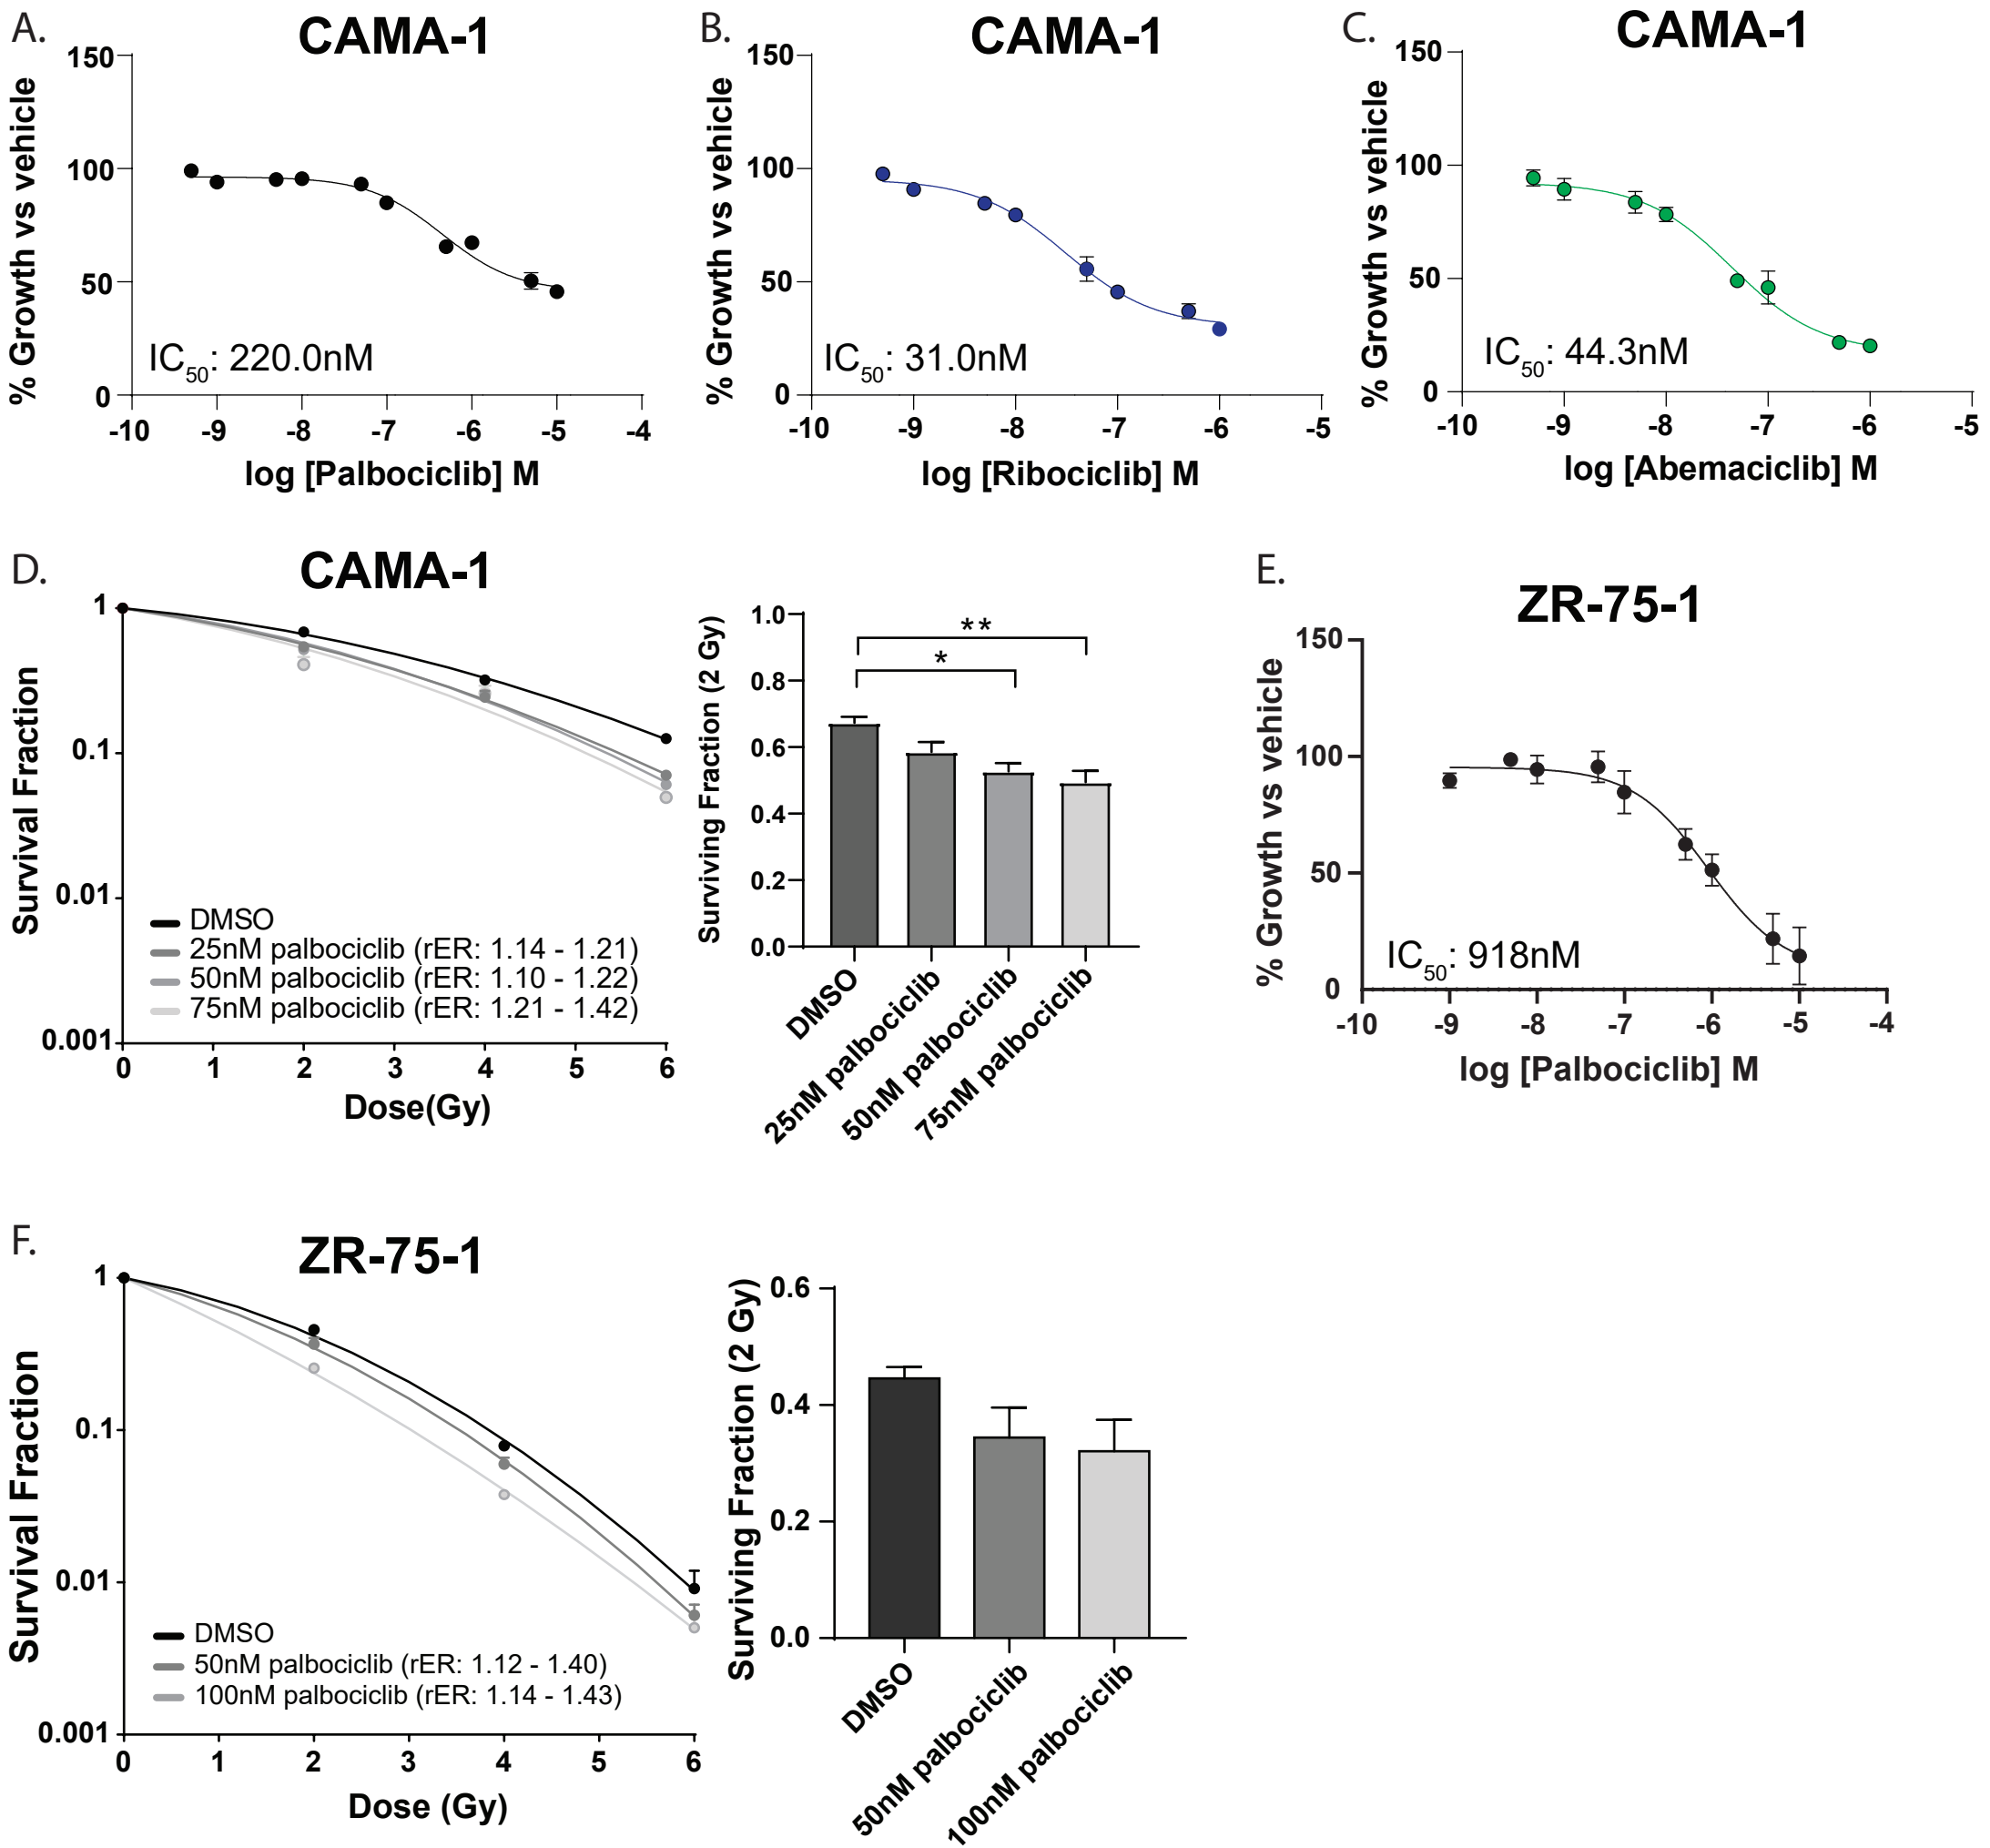 A.
CAMA-1
% Growth vs vehicle
150
100
50
0
IC50: 220.0nM
-10 -9 -8 -7 -6 -5 -4
log [Palbociclib] M
B.
CAMA-1
% Growth vs vehicle
150
100
50
0
IC50: 31.0nM
-10 -9 -8 -7 -6 -5
log [Ribociclib] M
C.
CAMA-1
% Growth vs vehicle
150
100
50
0
IC50: 44.3nM
-10 -9 -8 -7 -6 -5
log [Abemaciclib] M
D.
CAMA-1
Survival Fraction
1
0.1
0.01
0.001
DMSO
25nM palbociclib (rER: 1.14 - 1.21)
50nM palbociclib (rER: 1.10 - 1.22)
75nM palbociclib (rER: 1.21 - 1.42)
0 1 2 3 4 5 6
Dose(Gy)
Surviving Fraction (2 Gy)
1.0
0.8
0.6
0.4
0.2
0.0
**
*
DMSO
25nM palbociclib
50nM palbociclib
75nM palbociclib
E.
ZR-75-1
% Growth vs vehicle
150
100
50
0
IC50: 918nM
-10 -9 -8 -7 -6 -5 -4
log [Palbociclib] M
F.
ZR-75-1
Survival Fraction
1
0.1
0.01
0.001
DMSO
50nM palbociclib (rER: 1.12 - 1.40)
100nM palbociclib (rER: 1.14 - 1.43)
0 1 2 3 4 5 6
Dose (Gy)
Surviving Fraction (2 Gy)
0.6
0.4
0.2
0.0
DMSO
50nM palbociclib
100nM palbociclib